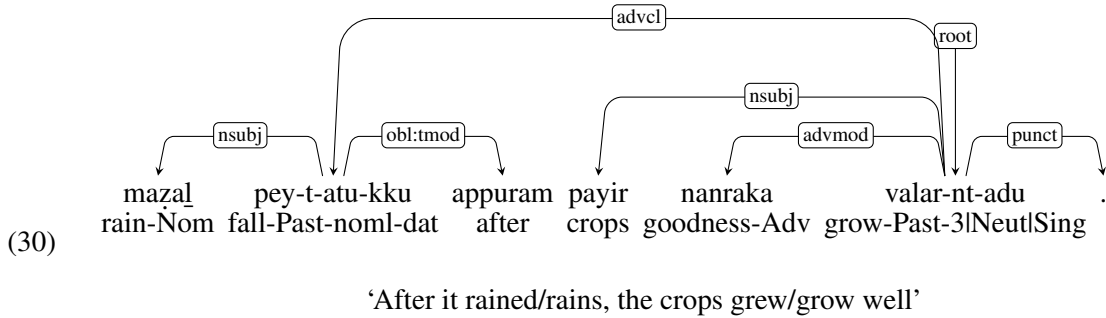 advcl
root
nsubj
nsubj obl:tmod advmod punct
mazaḻ pey-t-atu-kku appuram payir nanraka valar-nt-adu .
rain-Ṅom fall-Past-noml-dat after crops goodness-Adv grow-Past-3|Neut|Sing
(30)
‘After it rained/rains, the crops grew/grow well’